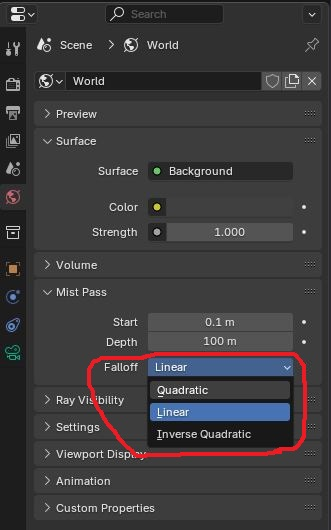 Search
Scene > World
World
Preview
Surface
Surface Background
Color
Strength 1.000
Volume
Mist Pass
Start 0.1 m
Depth 100 m
Falloff Linear
Quadratic
Linear
Inverse Quadratic
Ray Visibility
Settings
Viewport Display
Animation
Custom Properties